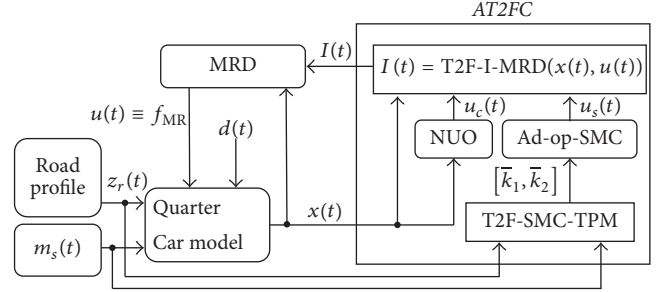 AT2FC
MRD
I(t)
I(t) = T2F-I-MRD(x(t), u(t))
u(t) ≡ f_MR
d(t)
u_c(t)
u_s(t)
NUO
Ad-op-SMC
Road
profile
z_r(t)
[k̅_1, k̅_2]
Quarter
Car model
x(t)
T2F-SMC-TPM
m_s(t)